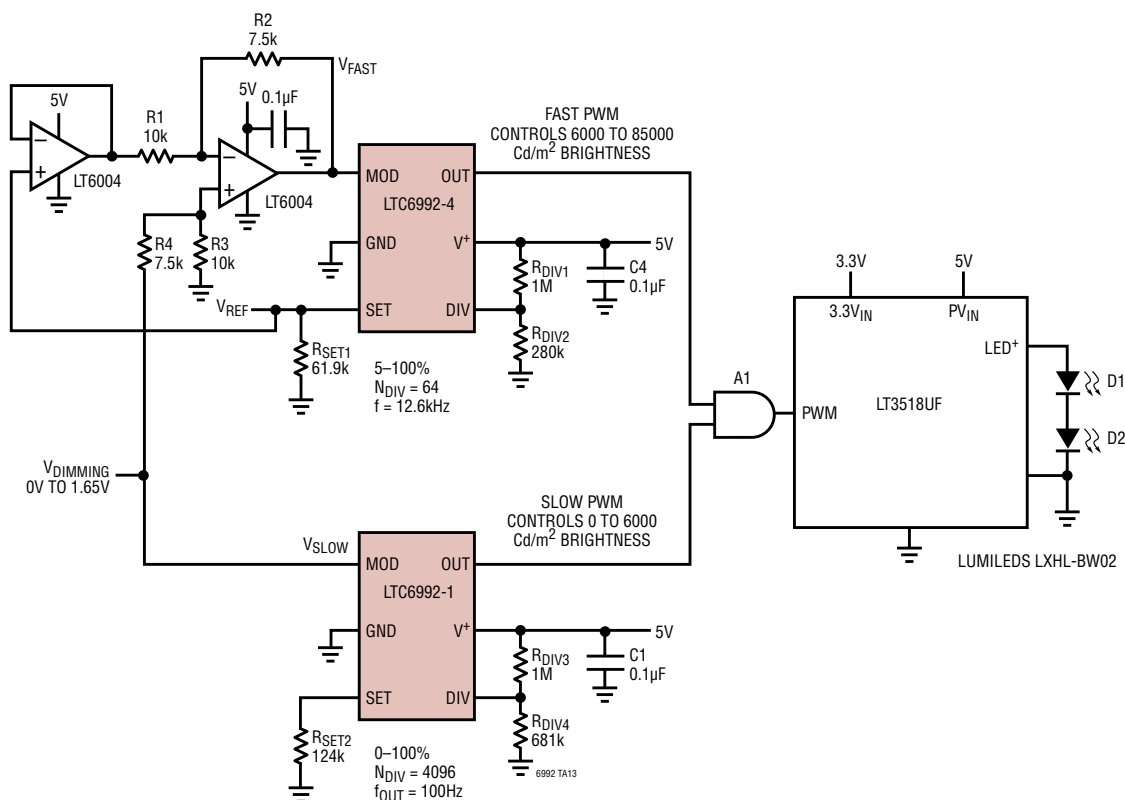 R2
7.5k
VFAST
5V
0.1µF
5V
R1
10k
–
+
LT6004
–
+
LT6004
R4
7.5k
R3
10k
VREF
FAST PWM
CONTROLS 6000 TO 85000
Cd/m² BRIGHTNESS
MOD
OUT
LTC6992-4
GND
V+
SET
DIV
5V
RDIV1
1M
C4
0.1µF
RDIV2
280k
RSET1
61.9k
5–100%
NDIV = 64
f = 12.6kHz
A1
3.3V
5V
3.3VIN
PVIN
LED+
PWM
LT3518UF
D1
D2
LUMILEDS LXHL-BW02
VDIMMING
0V TO 1.65V
VSLOW
SLOW PWM
CONTROLS 0 TO 6000
Cd/m² BRIGHTNESS
MOD
OUT
LTC6992-1
GND
V+
SET
DIV
5V
RDIV3
1M
C1
0.1µF
RDIV4
681k
RSET2
124k
0–100%
NDIV = 4096
fOUT = 100Hz
6992 TA13